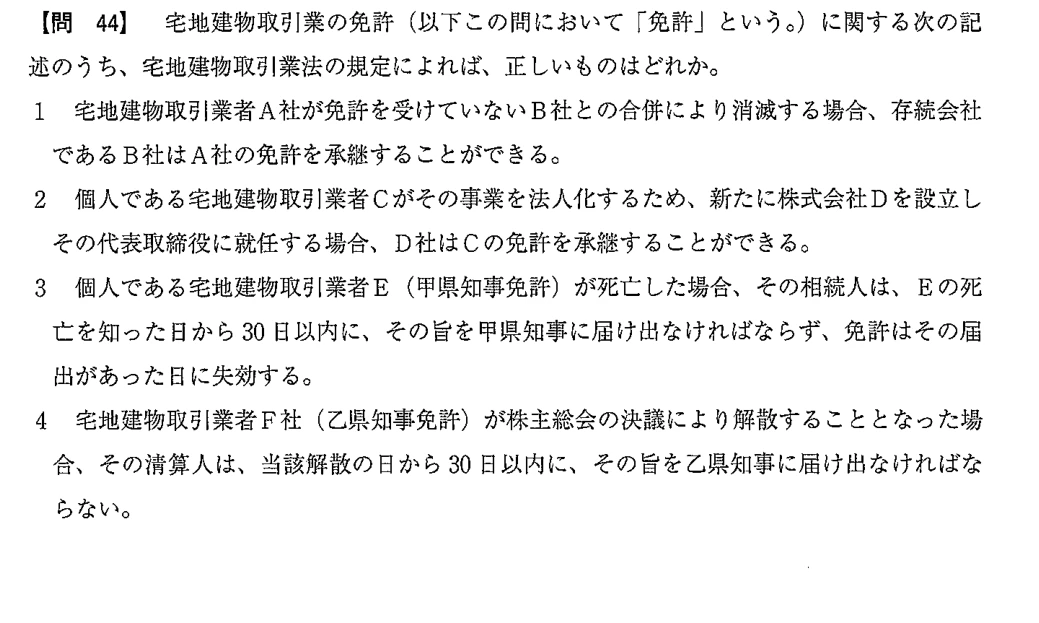 【問　44】　宅地建物取引業の免許（以下この問において「免許」という。）に関する次の記
述のうち、宅地建物取引業法の規定によれば、正しいものはどれか。
1　宅地建物取引業者Ａ社が免許を受けていないＢ社との合併により消滅する場合、存続会社
であるＢ社はＡ社の免許を承継することができる。
2　個人である宅地建物取引業者Ｃがその事業を法人化するため、新たに株式会社Ｄを設立し
その代表取締役に就任する場合、Ｄ社はＣの免許を承継することができる。
3　個人である宅地建物取引業者Ｅ（甲県知事免許）が死亡した場合、その相続人は、Ｅの死
亡を知った日から 30 日以内に、その旨を甲県知事に届け出なければならず、免許はその届
出があった日に失効する。
4　宅地建物取引業者Ｆ社（乙県知事免許）が株主総会の決議により解散することとなった場
合、その清算人は、当該解散の日から 30 日以内に、その旨を乙県知事に届け出なければな
らない。